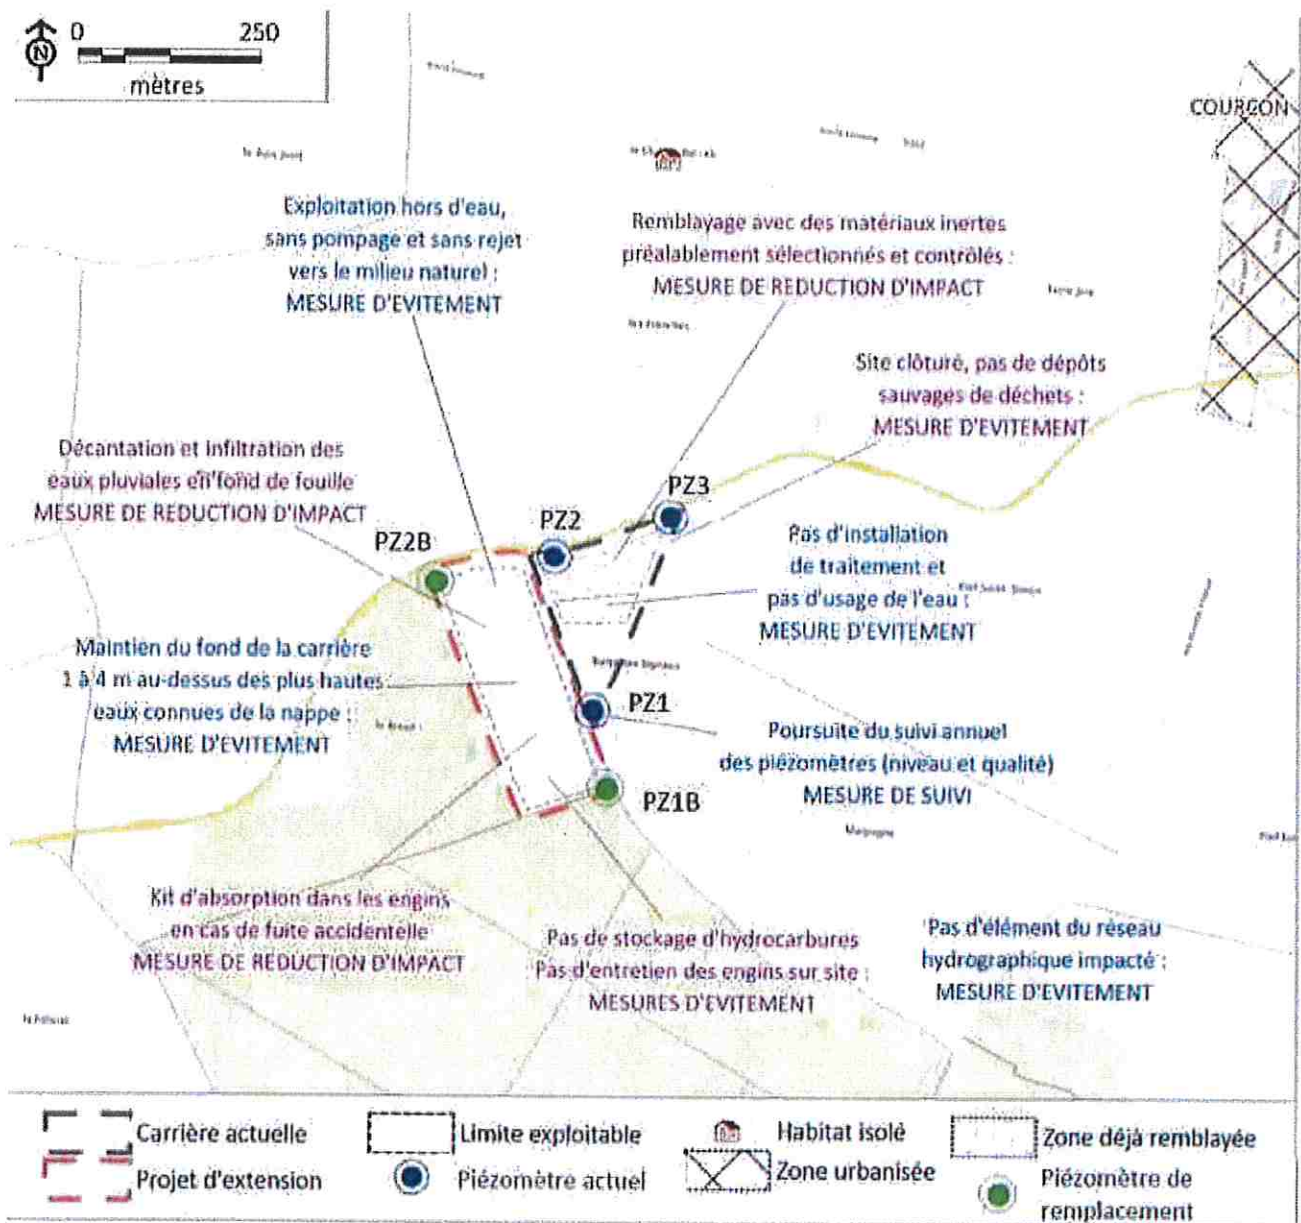 0 250
N
mètres
COURCON
Exploitation hors d'eau,
sans pompage et sans rejet
vers le milieu naturel :
MESURE D'EVITEMENT
Remblayage avec des matériaux inertes
préalablement sélectionnés et contrôlés :
MESURE DE REDUCTION D'IMPACT
Site clôturé, pas de dépôts
sauvages de déchets :
MESURE D'EVITEMENT
Décantation et infiltration des
eaux pluviales en fond de fouille
MESURE DE REDUCTION D'IMPACT
PZ3
PZ2
PZ2B
Pas d'installation
de traitement et
pas d'usage de l'eau :
MESURE D'EVITEMENT
Maintien du fond de la carrière
1 à 4 m au-dessus des plus hautes
eaux connues de la nappe :
MESURE D'EVITEMENT
PZ1
Poursuite du suivi annuel
des piézomètres (niveau et qualité)
MESURE DE SUIVI
PZ1B
Kit d'absorption dans les engins
en cas de fuite accidentelle
MESURE DE REDUCTION D'IMPACT
Pas de stockage d'hydrocarbures
Pas d'entretien des engins sur site :
MESURES D'EVITEMENT
Pas d'élément du réseau
hydrographique impacté :
MESURE D'EVITEMENT
Carrière actuelle
Limite exploitable
Habitat isolé
Zone déjà remblayée
Projet d'extension
Piézomètre actuel
Zone urbanisée
Piézomètre de
remplacement